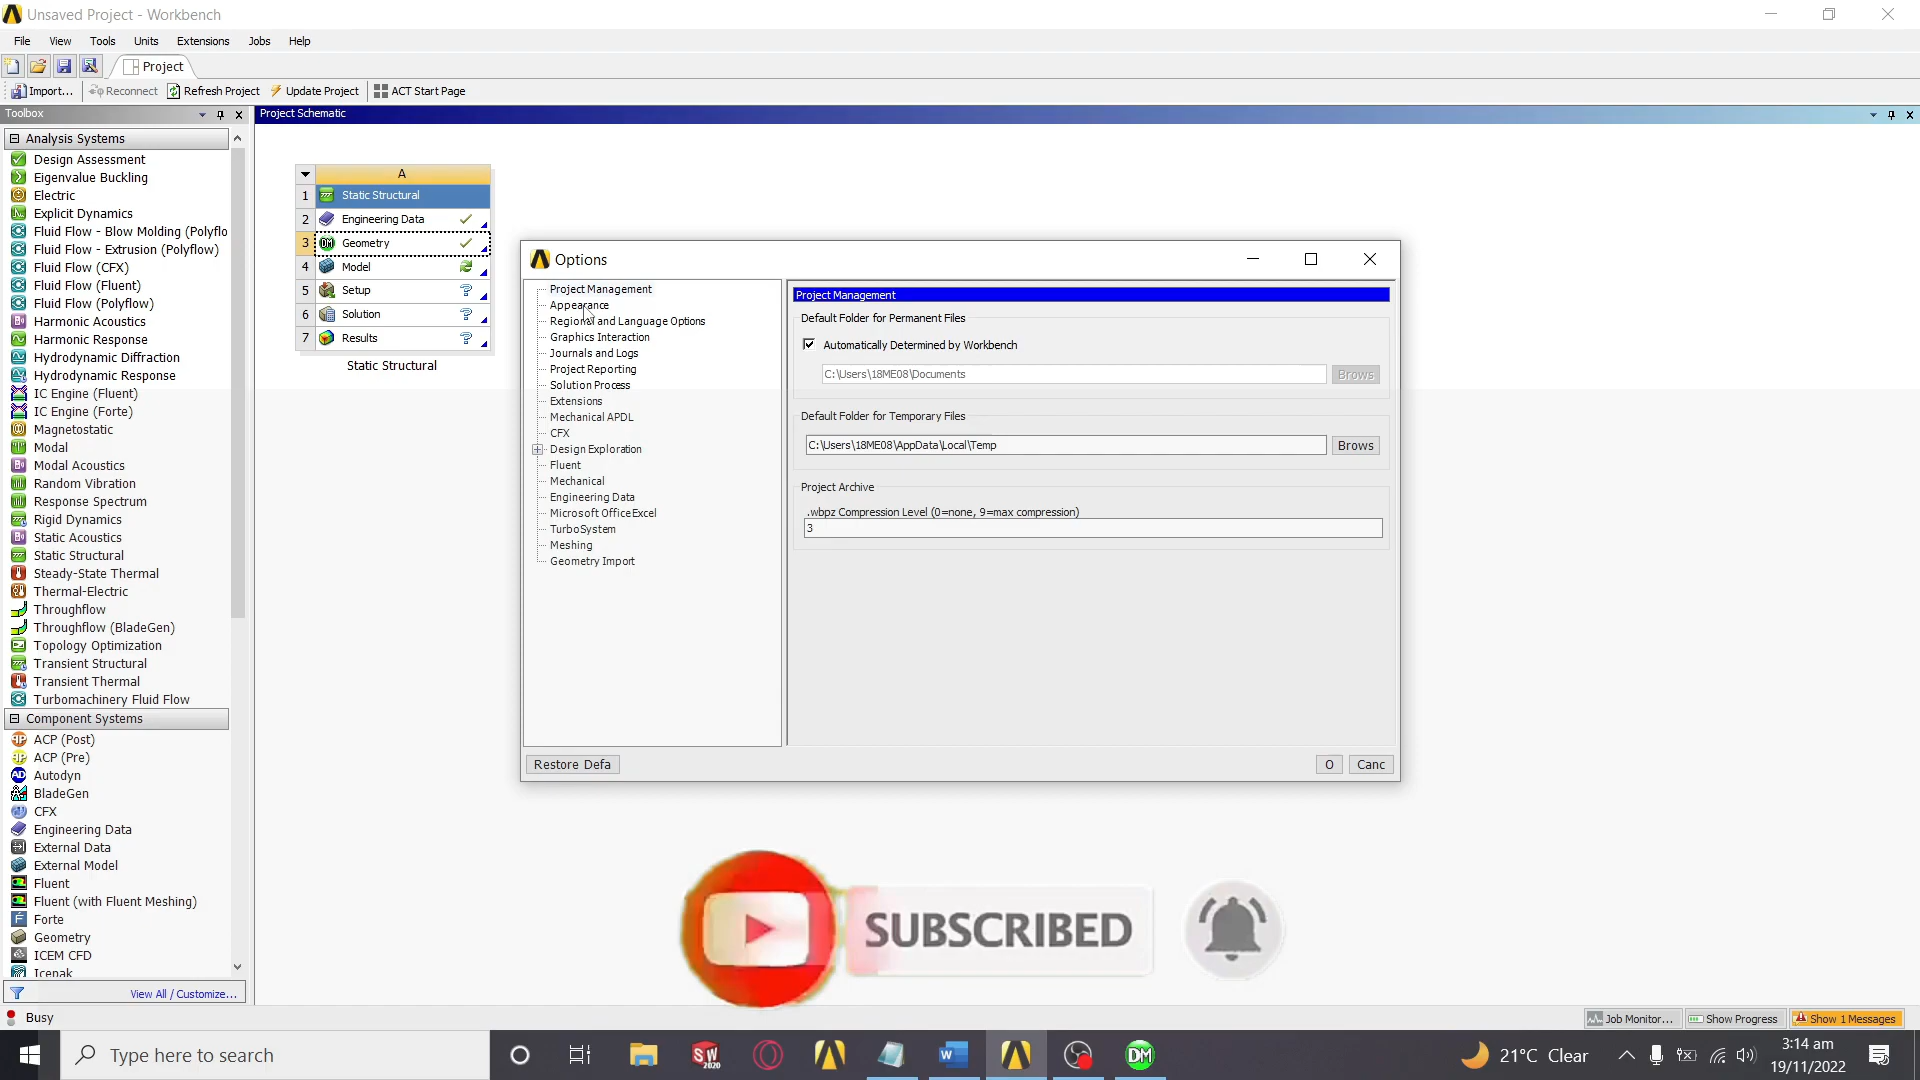 Unsaved Project - Workbench
File View Tools Units Extensions Jobs Help
Project
Import... Reconnect Refresh Project Update Project ACT Start Page
Toolbox
Analysis Systems
Design Assessment
Eigenvalue Buckling
Electric
Explicit Dynamics
Fluid Flow - Blow Molding (Polyflo
Fluid Flow - Extrusion (Polyflow)
Fluid Flow (CFX)
Fluid Flow (Fluent)
Fluid Flow (Polyflow)
Harmonic Acoustics
Harmonic Response
Hydrodynamic Diffraction
Hydrodynamic Response
IC Engine (Fluent)
IC Engine (Forte)
Magnetostatic
Modal
Modal Acoustics
Random Vibration
Response Spectrum
Rigid Dynamics
Static Acoustics
Static Structural
Steady-State Thermal
Thermal-Electric
Throughflow
Throughflow (BladeGen)
Topology Optimization
Transient Structural
Transient Thermal
Turbomachinery Fluid Flow
Component Systems
ACP (Post)
ACP (Pre)
Autodyn
BladeGen
CFX
Engineering Data
External Data
External Model
Fluent
Fluent (with Fluent Meshing)
Forte
Geometry
ICEM CFD
Icepak
View All / Customize...
Project Schematic
A
1 Static Structural
2 Engineering Data
3 DM Geometry
4 Model
5 Setup ?
6 Solution ?
7 Results ?
Static Structural
Options
Project Management
Appearance
Regional and Language Options
Graphics Interaction
Journals and Logs
Project Reporting
Solution Process
Extensions
Mechanical APDL
CFX
Design Exploration
Fluent
Mechanical
Engineering Data
Microsoft Office Excel
TurboSystem
Meshing
Geometry Import
Project Management
Default Folder for Permanent Files
Automatically Determined by Workbench
C:\Users\18ME08\Documents Brows
Default Folder for Temporary Files
C:\Users\18ME08\AppData\Local\Temp Brows
Project Archive
.wbpz Compression Level (0=none, 9=max compression)
3
Restore Defa O Canc
SUBSCRIBED
Busy
Job Monitor... Show Progress Show 1 Messages
Type here to search
SW 2020
W
DM
21°C Clear
3:14 am
19/11/2022